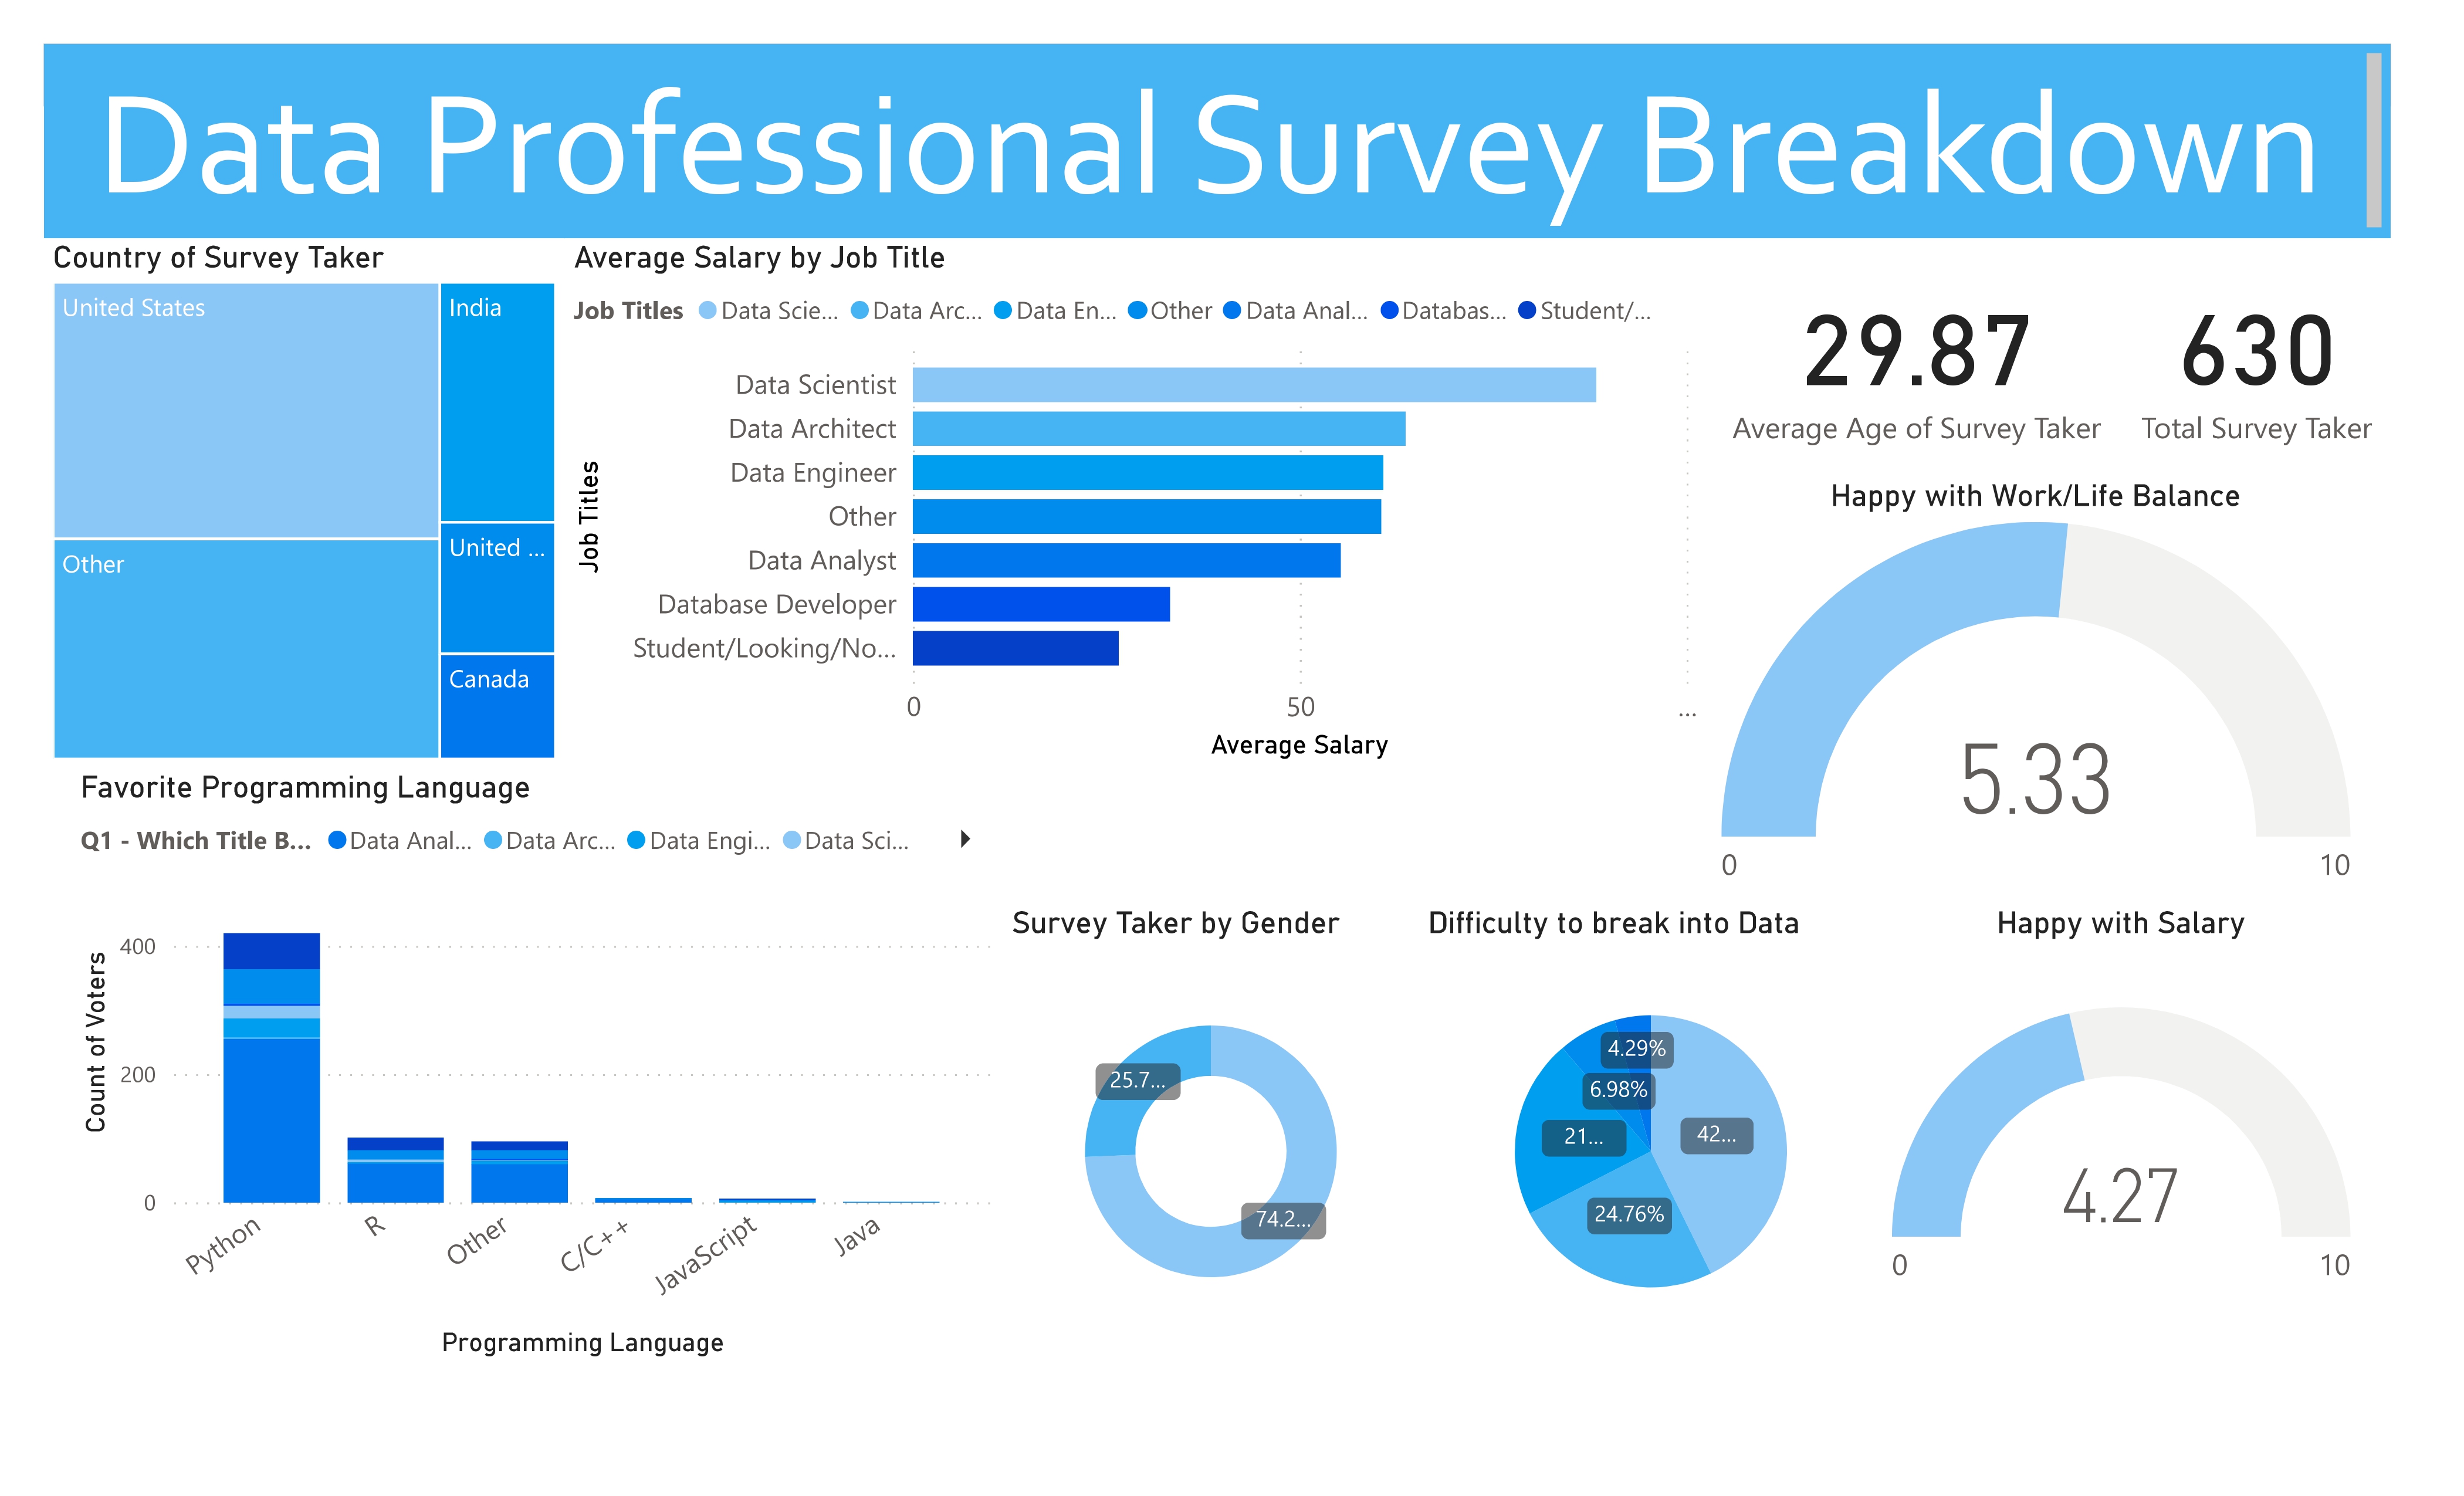 Data Professional Survey Breakdown
Country of Survey Taker
United States
India
Other
United ...
Canada
Average Salary by Job Title
Job Titles Data Scie... Data Arc... Data En... Other Data Anal... Databas... Student/...
Job Titles
Data Scientist
Data Architect
Data Engineer
Other
Data Analyst
Database Developer
Student/Looking/No...
0 50 ...
Average Salary
29.87
Average Age of Survey Taker
630
Total Survey Taker
Happy with Work/Life Balance
5.33
0 10
Favorite Programming Language
Q1 - Which Title B... Data Anal... Data Arc... Data Engi... Data Sci...
Count of Voters
400
200
0
Python R Other C/C++ JavaScript Java
Programming Language
Survey Taker by Gender
25.7...
74.2...
Difficulty to break into Data
4.29%
6.98%
21...
42...
24.76%
Happy with Salary
4.27
0 10